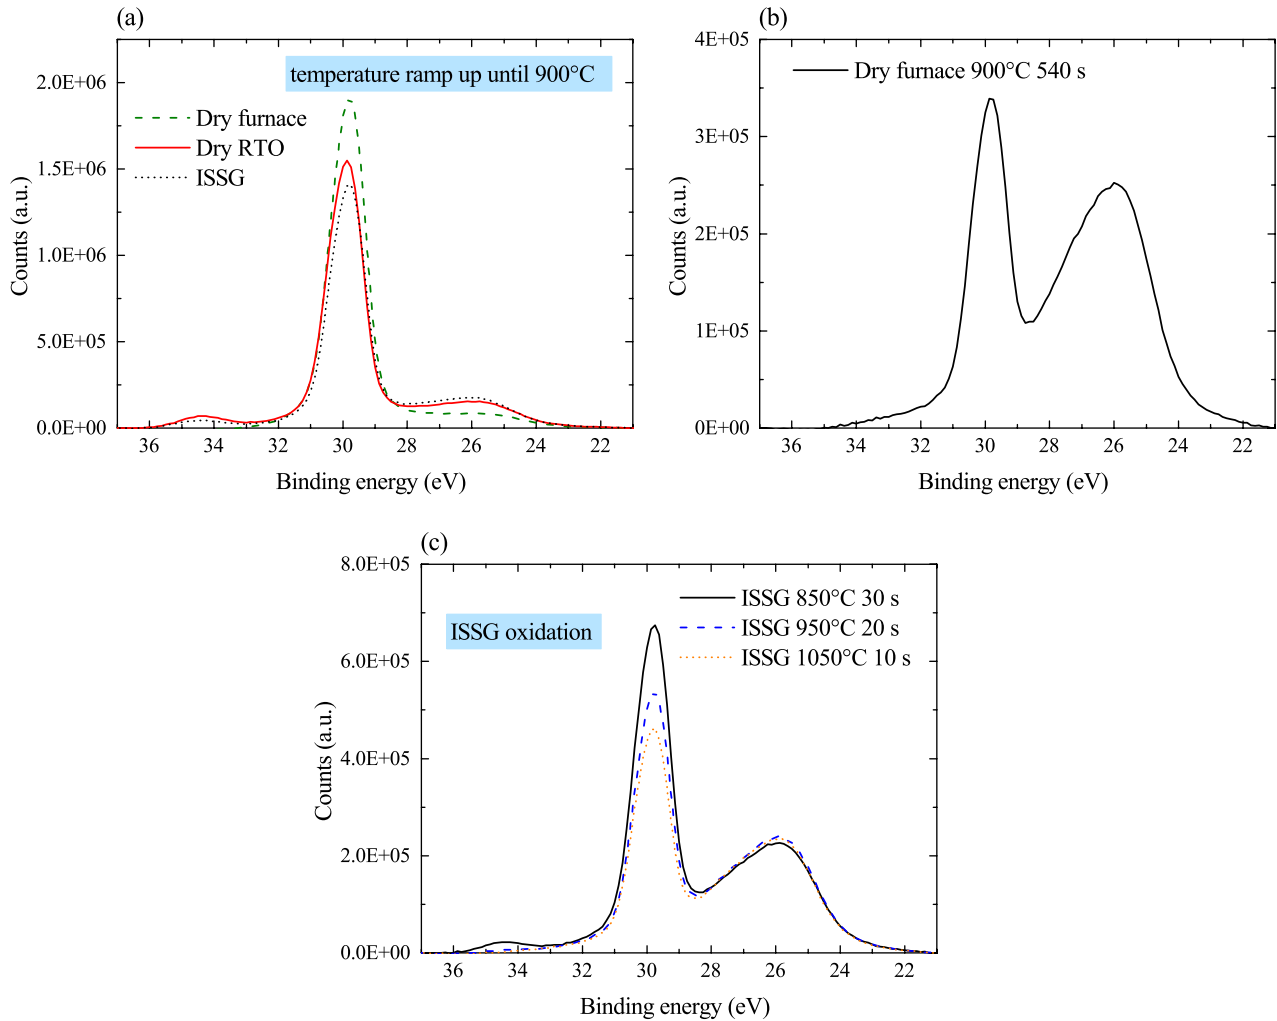 (a)
temperature ramp up until 900°C
Dry furnace
Dry RTO
ISSG
2.0E+06
1.5E+06
1.0E+06
5.0E+05
0.0E+00
Counts (a.u.)
36 34 32 30 28 26 24 22
Binding energy (eV)
(b)
Dry furnace 900°C 540 s
4E+05
3E+05
2E+05
1E+05
0E+00
Counts (a.u.)
36 34 32 30 28 26 24 22
Binding energy (eV)
(c)
ISSG oxidation
ISSG 850°C 30 s
ISSG 950°C 20 s
ISSG 1050°C 10 s
8.0E+05
6.0E+05
4.0E+05
2.0E+05
0.0E+00
Counts (a.u.)
36 34 32 30 28 26 24 22
Binding energy (eV)